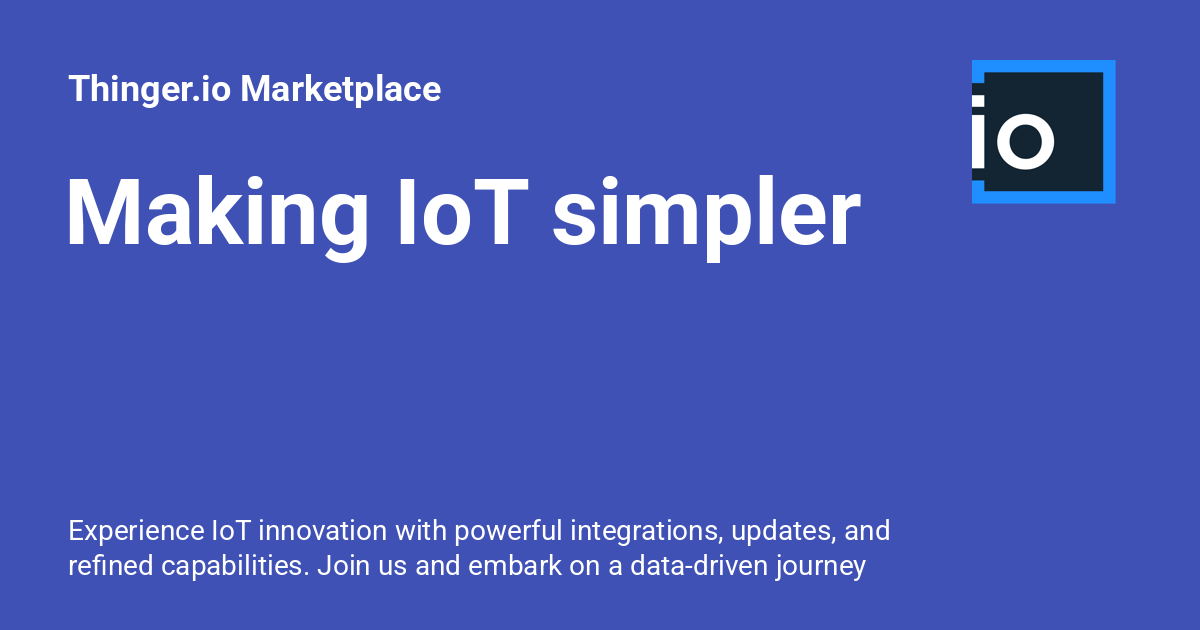 Thinger.io Marketplace
io
Making IoT simpler
Experience IoT innovation with powerful integrations, updates, and
refined capabilities. Join us and embark on a data-driven journey